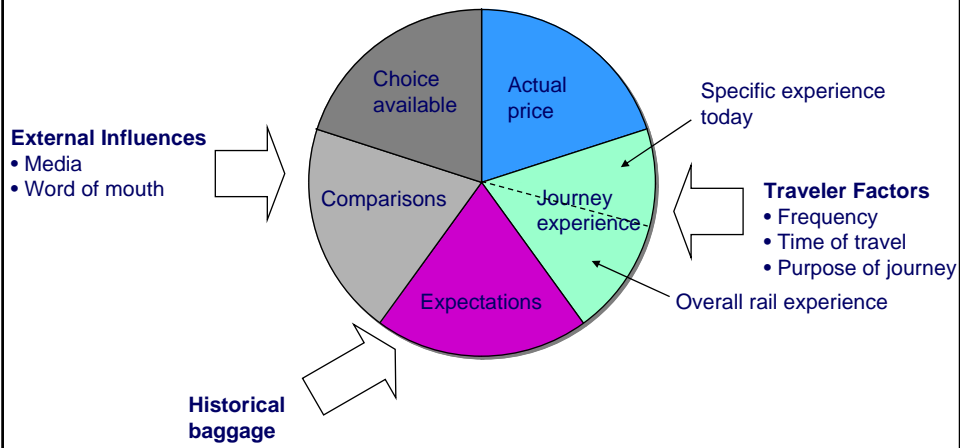 Choice
available
Actual
price
Specific experience
today
External Influences
• Media
• Word of mouth
Comparisons
Journey
experience
Traveler Factors
• Frequency
• Time of travel
• Purpose of journey
Expectations
Overall rail experience
Historical
baggage